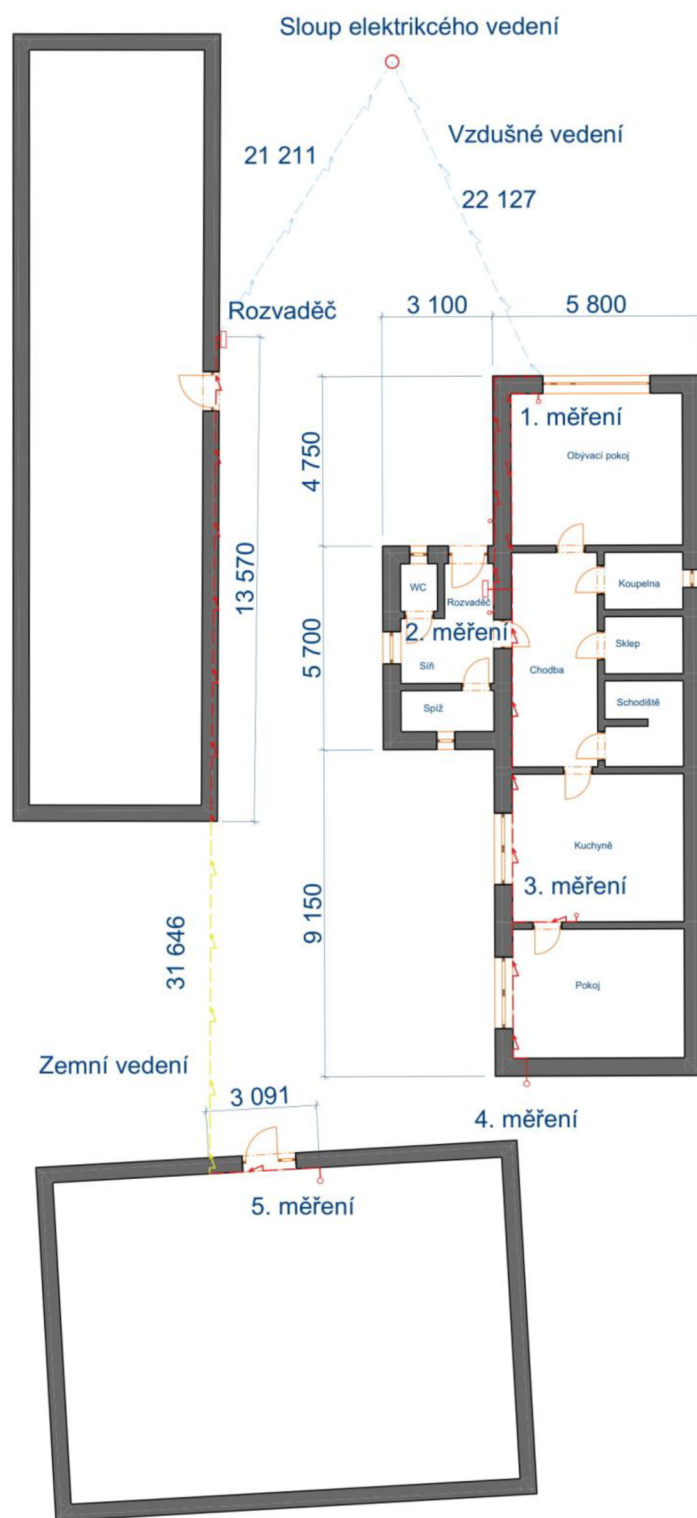 Sloup elektrikcého vedení
Vzdušné vedení
21 211
22 127
Rozvaděč
3 100
5 800
1. měření
Obývací pokoj
4 750
13 570
WC
Rozvaděč
Koupelna
2. měření
5 700
Síň
Chodba
Sklep
Spíž
Schodiště
Kuchyně
3. měření
9 150
31 646
Pokoj
Zemní vedení
3 091
4. měření
5. měření